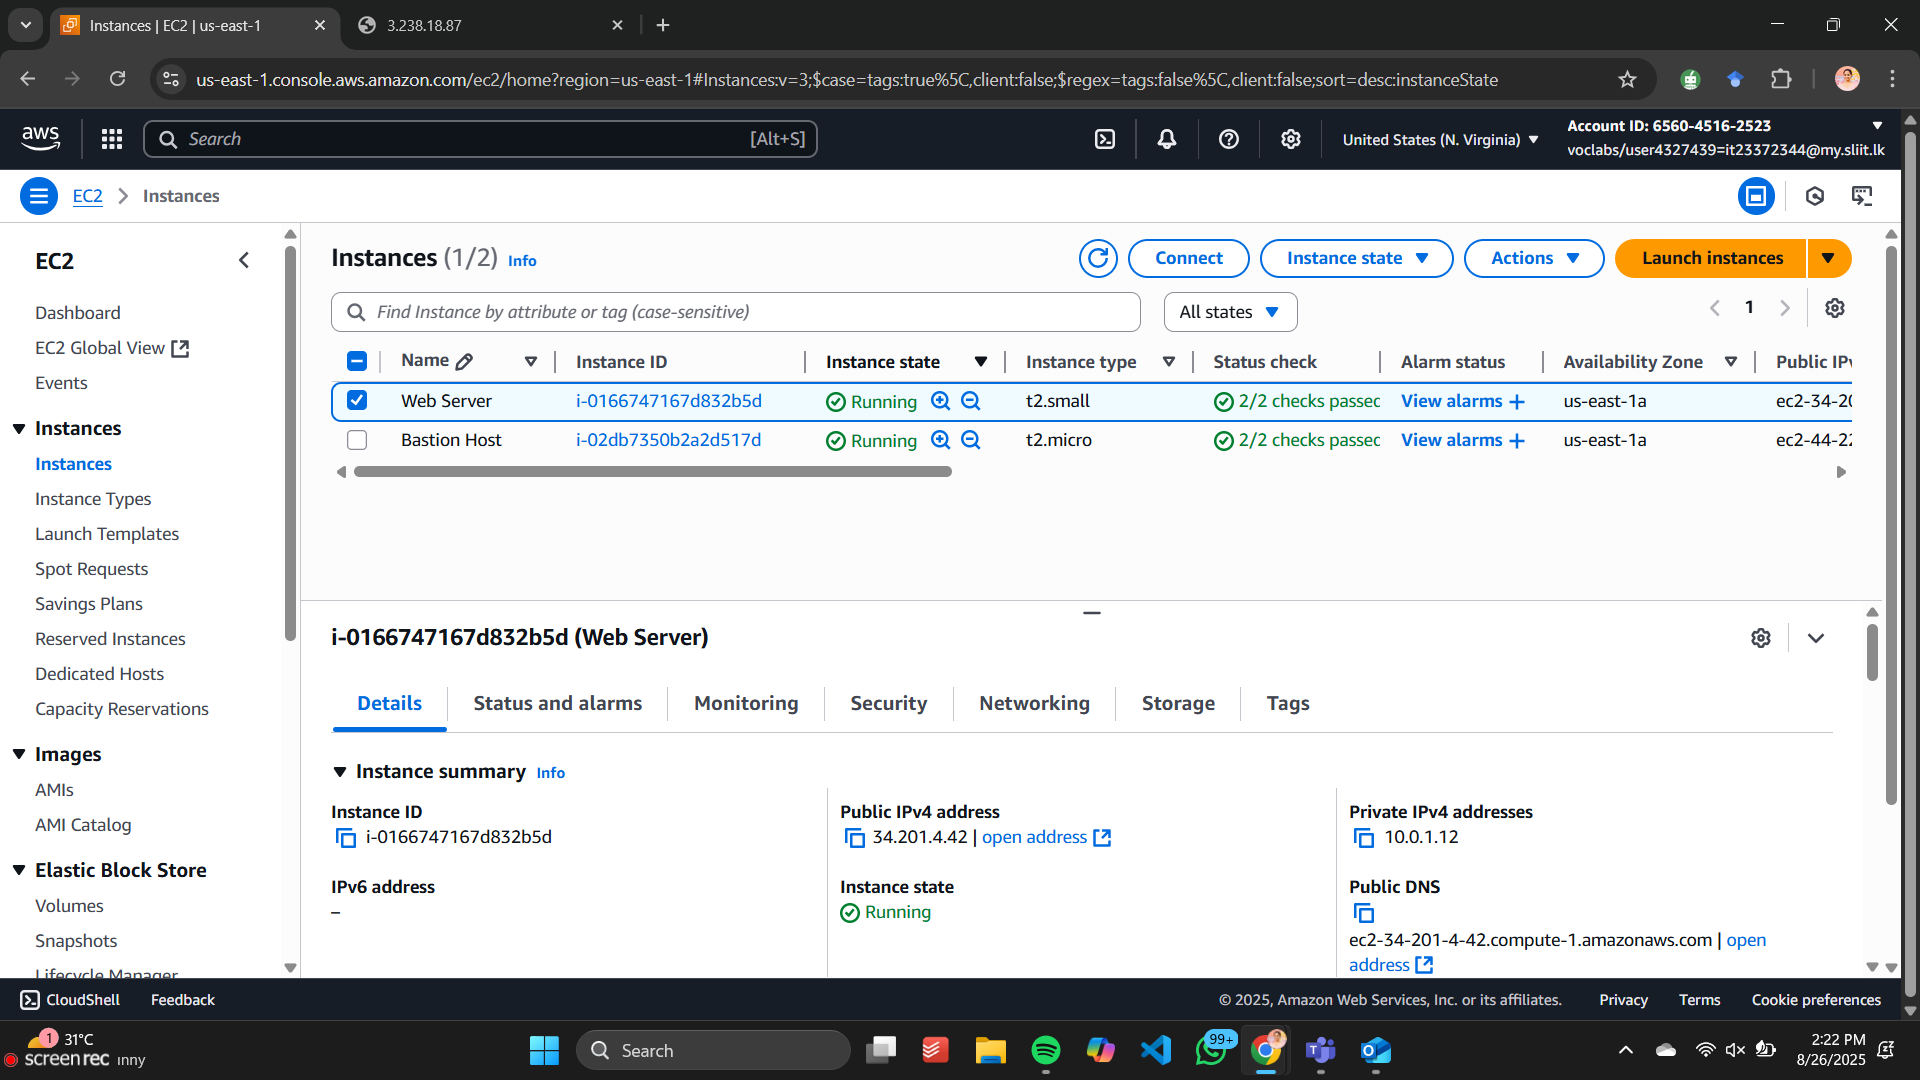 Instances | EC2 | us-east-1
3.238.18.87
us-east-1.console.aws.amazon.com/ec2/home?region=us-east-1#Instances:v=3;$case=tags:true%5C,client:false;$regex=tags:false%5C,client:false;sort=desc:instanceState
aws
Search
[Alt+S]
United States (N. Virginia)
Account ID: 6560-4516-2523
voclabs/user4327439=it23372344@my.sliit.lk
EC2 Instances
EC2
Dashboard
EC2 Global View
Events
Instances
Instances
Instance Types
Launch Templates
Spot Requests
Savings Plans
Reserved Instances
Dedicated Hosts
Capacity Reservations
Images
AMIs
AMI Catalog
Elastic Block Store
Volumes
Snapshots
Lifecycle Manager
Instances (1/2) Info
Connect
Instance state
Actions
Launch instances
Find Instance by attribute or tag (case-sensitive)
All states
1
Name Instance ID Instance state Instance type Status check Alarm status Availability Zone Public IPv
Web Server i-0166747167d832b5d Running t2.small 2/2 checks passed View alarms us-east-1a ec2-34-20
Bastion Host i-02db7350b2a2d517d Running t2.micro 2/2 checks passed View alarms us-east-1a ec2-44-22
i-0166747167d832b5d (Web Server)
Details Status and alarms Monitoring Security Networking Storage Tags
Instance summary Info
Instance ID
i-0166747167d832b5d
Public IPv4 address
34.201.4.42 | open address
Private IPv4 addresses
10.0.1.12
IPv6 address
–
Instance state
Running
Public DNS
ec2-34-201-4-42.compute-1.amazonaws.com | open
address
CloudShell Feedback
© 2025, Amazon Web Services, Inc. or its affiliates. Privacy Terms Cookie preferences
1
31°C
screenrec
nny
Search
99+
2:22 PM
8/26/2025